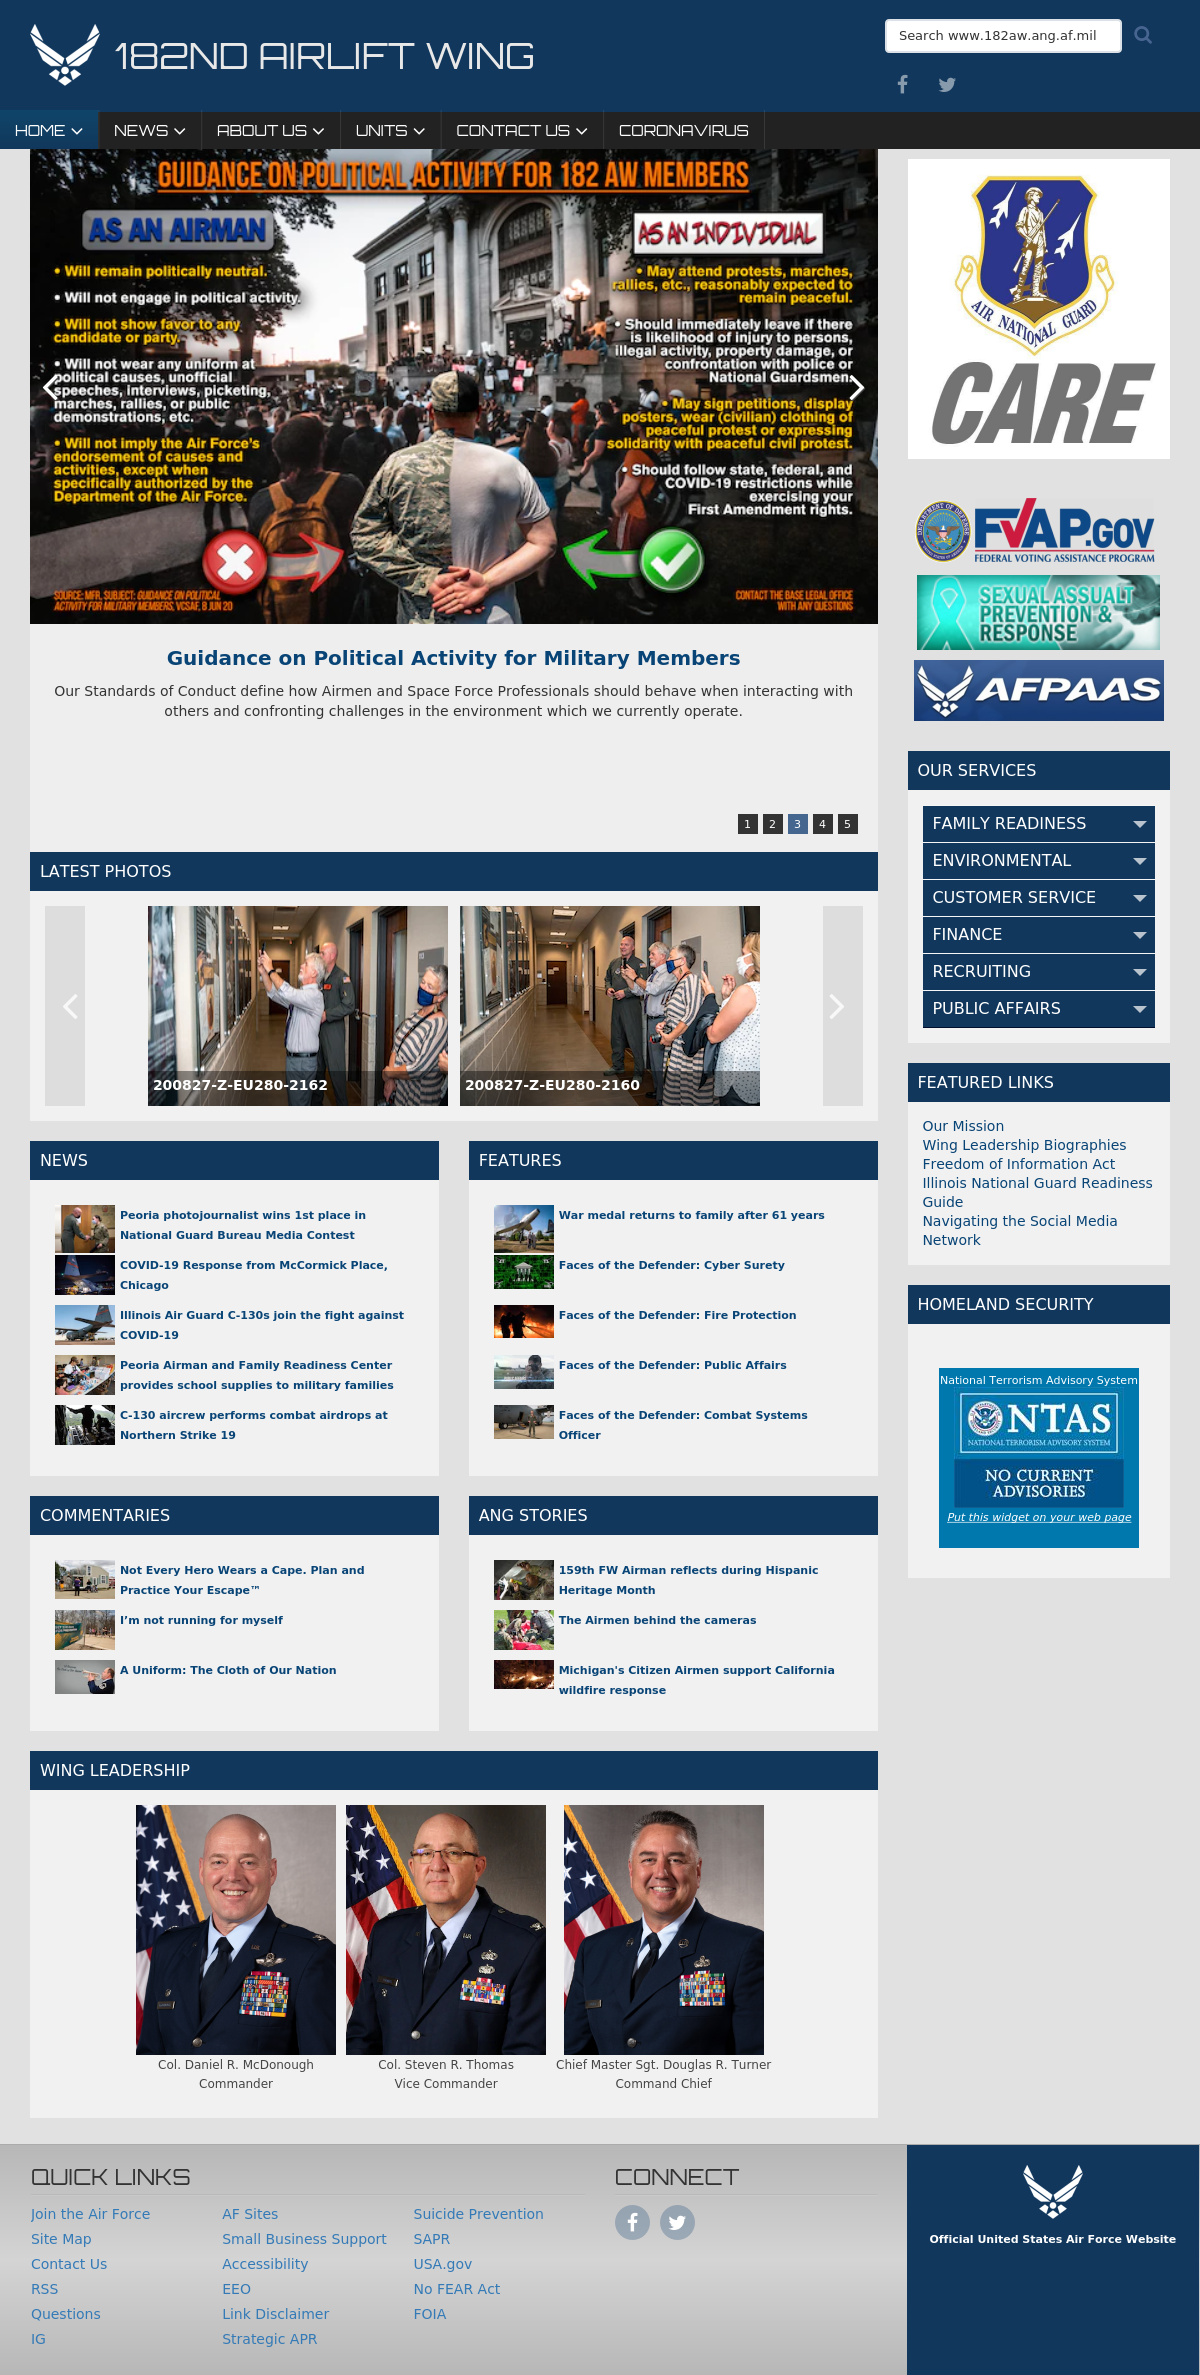 182ND AIRLIFT WING
Search www.182aw.ang.af.mil
HOME
NEWS
ABOUT US
UNITS
CONTACT US
CORONAVIRUS
GUIDANCE ON POLITICAL ACTIVITY FOR 182 AW MEMBERS
AS AN AIRMAN
• Will remain politically neutral.
• Will not engage in political activity.
• Will not show favor to any
candidate or party.
• Will not wear any uniform at
political causes, unofficial
speeches, interviews, picketing,
marches, rallies, or public
demonstrations, etc.
• Will not imply the Air Force's
endorsement of causes and
activities, except when
specifically authorized by the
Department of the Air Force.
AS AN INDIVIDUAL
• May attend protests, marches,
rallies, etc., reasonably expected to
remain peaceful.
• Should immediately leave if there
is likelihood of injury to persons,
illegal activity, property damage, or
confrontation with police or
National Guardsmen.
• May sign petitions, display
posters, wear (civilian) clothing of
peaceful protest or expressing
solidarity with peaceful civil protest.
• Should follow state, federal, and
COVID-19 restrictions while
exercising your
First Amendment rights.
SOURCE: MFR, SUBJECT: GUIDANCE ON POLITICAL
ACTIVITY FOR MILITARY MEMBERS, VCSAF, 8 JUN 20
CONTACT THE BASE LEGAL OFFICE
WITH ANY QUESTIONS
Guidance on Political Activity for Military Members
Our Standards of Conduct define how Airmen and Space Force Professionals should behave when interacting with
others and confronting challenges in the environment which we currently operate.
1
2
3
4
5
LATEST PHOTOS
200827-Z-EU280-2162
200827-Z-EU280-2160
NEWS
Peoria photojournalist wins 1st place in
National Guard Bureau Media Contest
COVID-19 Response from McCormick Place,
Chicago
Illinois Air Guard C-130s join the fight against
COVID-19
Peoria Airman and Family Readiness Center
provides school supplies to military families
C-130 aircrew performs combat airdrops at
Northern Strike 19
FEATURES
War medal returns to family after 61 years
Faces of the Defender: Cyber Surety
Faces of the Defender: Fire Protection
Faces of the Defender: Public Affairs
Faces of the Defender: Combat Systems
Officer
COMMENTARIES
Not Every Hero Wears a Cape. Plan and
Practice Your Escape™
I’m not running for myself
A Uniform: The Cloth of Our Nation
ANG STORIES
159th FW Airman reflects during Hispanic
Heritage Month
The Airmen behind the cameras
Michigan's Citizen Airmen support California
wildfire response
WING LEADERSHIP
Col. Daniel R. McDonough
Commander
Col. Steven R. Thomas
Vice Commander
Chief Master Sgt. Douglas R. Turner
Command Chief
AIR NATIONAL GUARD
CARE
DEPARTMENT OF DEFENSE
FVAP.GOV
FEDERAL VOTING ASSISTANCE PROGRAM
SEXUAL ASSAULT
PREVENTION &
RESPONSE
AFPAAS
OUR SERVICES
FAMILY READINESS
ENVIRONMENTAL
CUSTOMER SERVICE
FINANCE
RECRUITING
PUBLIC AFFAIRS
FEATURED LINKS
Our Mission
Wing Leadership Biographies
Freedom of Information Act
Illinois National Guard Readiness
Guide
Navigating the Social Media
Network
HOMELAND SECURITY
National Terrorism Advisory System
NTAS
NATIONAL TERRORISM ADVISORY SYSTEM
NO CURRENT
ADVISORIES
Put this widget on your web page
QUICK LINKS
Join the Air Force
Site Map
Contact Us
RSS
Questions
IG
AF Sites
Small Business Support
Accessibility
EEO
Link Disclaimer
Strategic APR
Suicide Prevention
SAPR
USA.gov
No FEAR Act
FOIA
CONNECT
Official United States Air Force Website